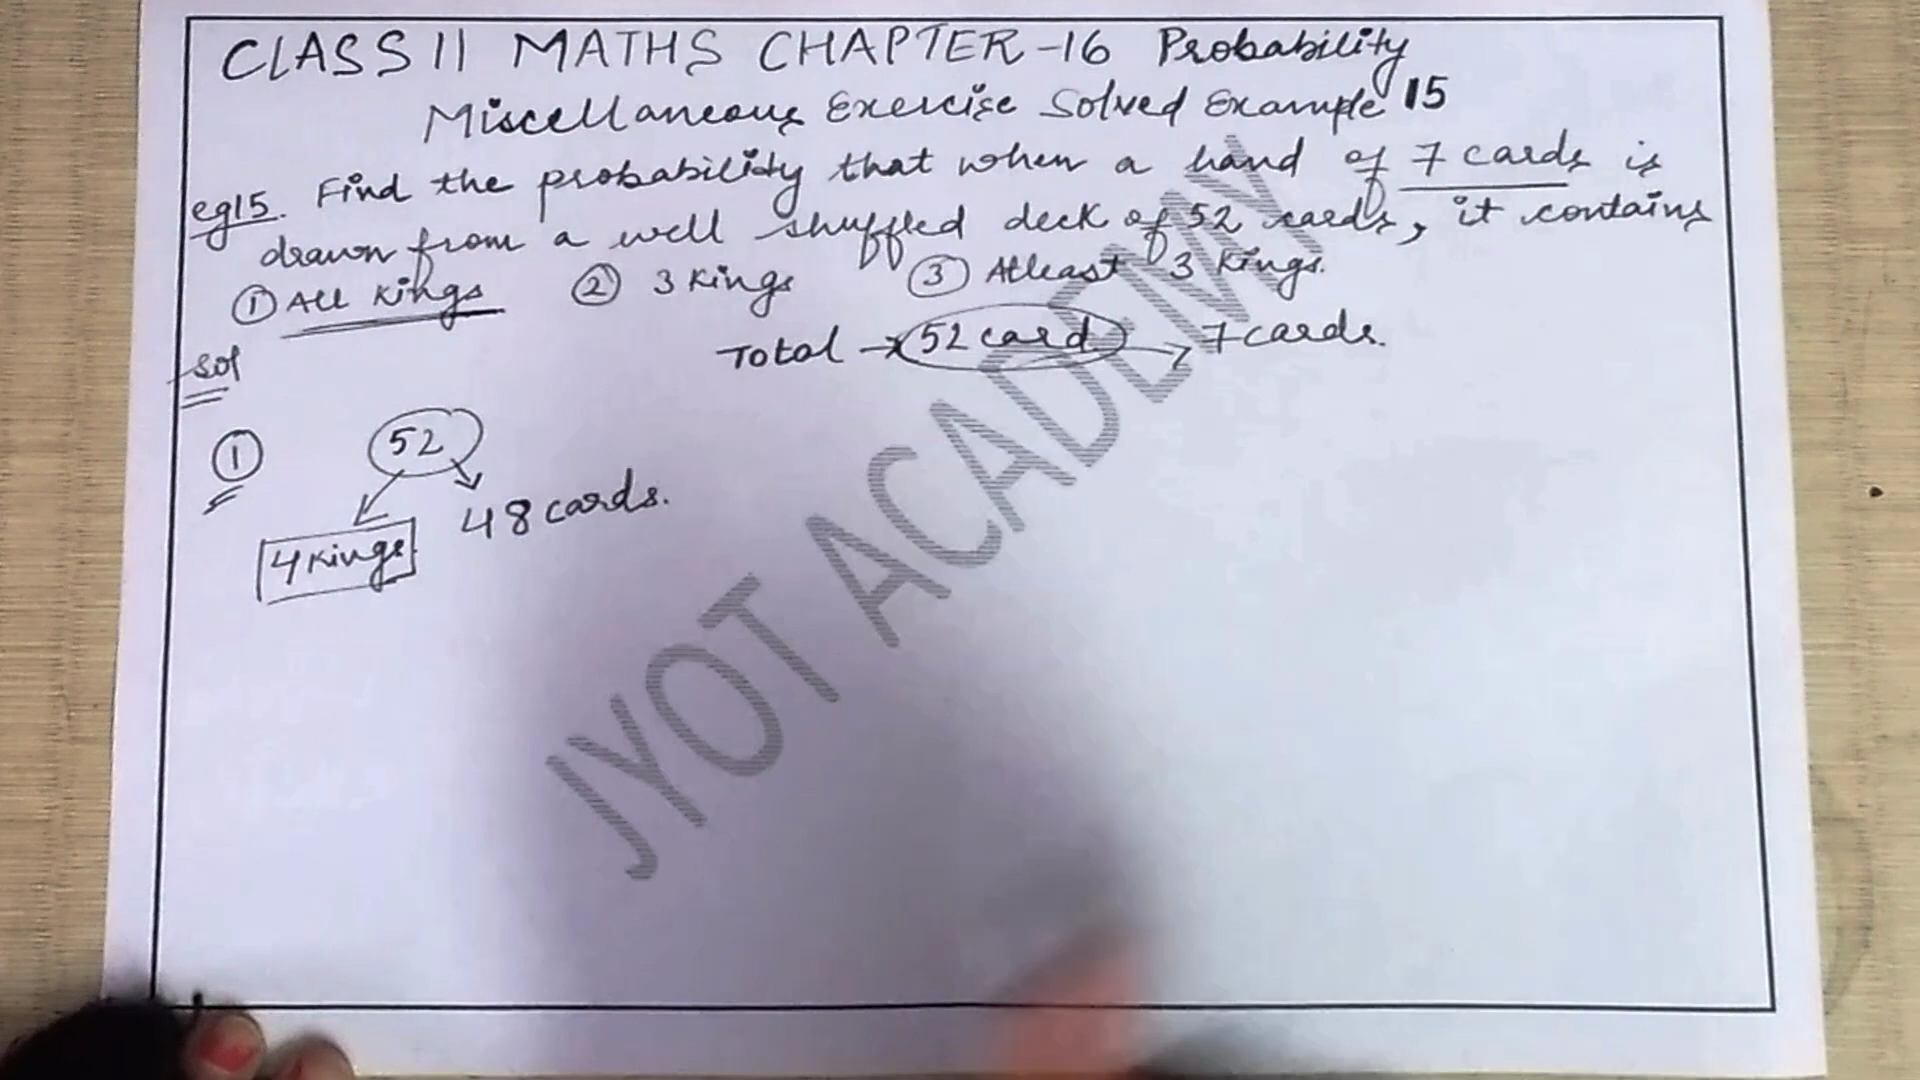 CLASS 11 MATHS CHAPTER-16 Probability
Miscellaneous Exercise Solved Example 15
eg15. Find the probability that when a hand of 7 cards is
drawn from a well shuffled deck of 52 cards, it contains
① All Kings ② 3 Kings ③ Atleast 3 Kings.
Total → 52 card → 7 cards.
Sol
① 52
48 cards.
4 Kings
JYOT ACADEMY